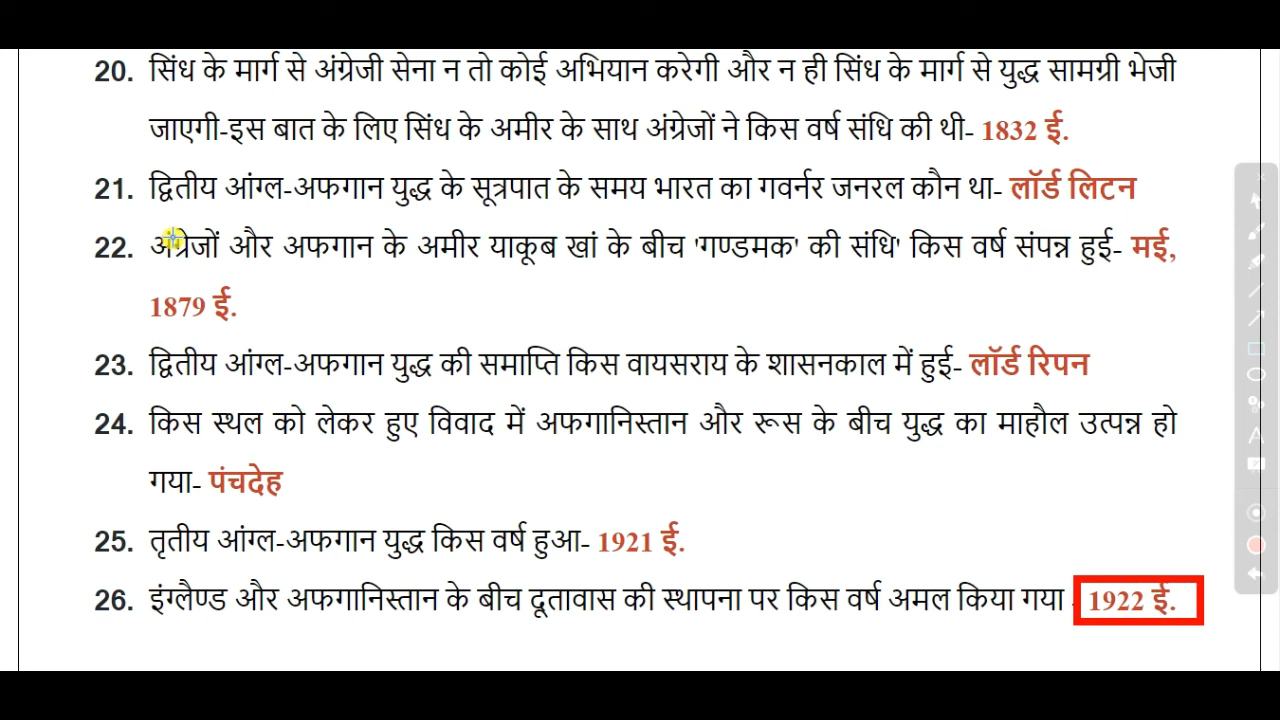 20. सिंध के मार्ग से अंग्रेजी सेना न तो कोई अभियान करेगी और न ही सिंध के मार्ग से युद्ध सामग्री भेजी
जाएगी-इस बात के लिए सिंध के अमीर के साथ अंग्रेजों ने किस वर्ष संधि की थी- 1832 ई.
21. द्वितीय आंग्ल-अफगान युद्ध के सूत्रपात के समय भारत का गवर्नर जनरल कौन था- लॉर्ड लिटन
22. अंग्रेजों और अफगान के अमीर याकूब खां के बीच 'गण्डमक' की संधि' किस वर्ष संपन्न हुई- मई,
1879 ई.
23. द्वितीय आंग्ल-अफगान युद्ध की समाप्ति किस वायसराय के शासनकाल में हुई- लॉर्ड रिपन
24. किस स्थल को लेकर हुए विवाद में अफगानिस्तान और रूस के बीच युद्ध का माहौल उत्पन्न हो
गया- पंचदेह
25. तृतीय आंग्ल-अफगान युद्ध किस वर्ष हुआ- 1921 ई.
26. इंग्लैण्ड और अफगानिस्तान के बीच दूतावास की स्थापना पर किस वर्ष अमल किया गया - 1922 ई.